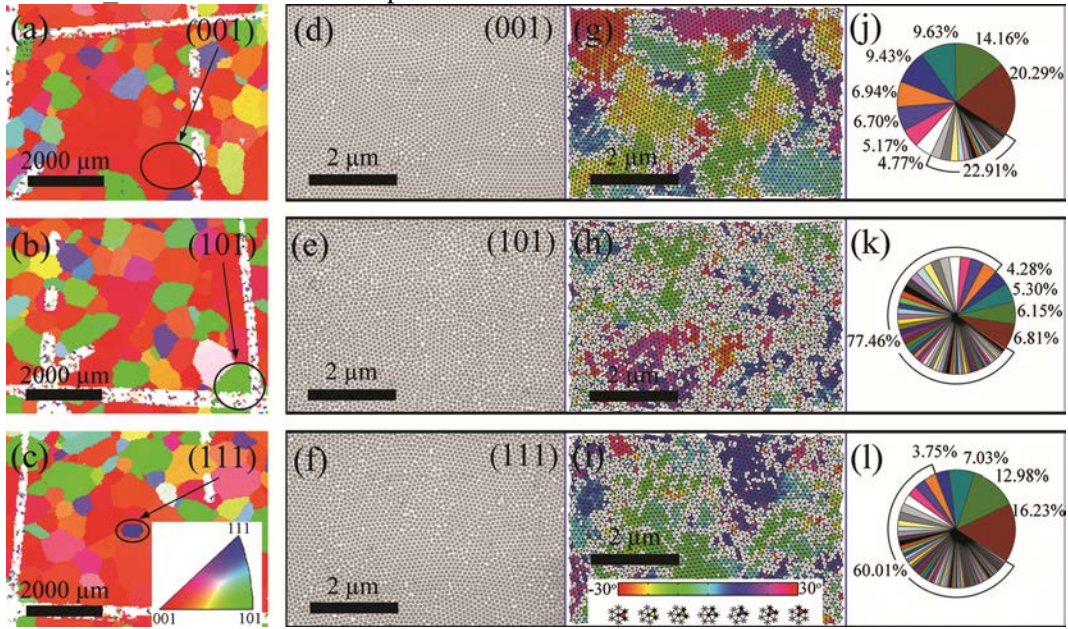 (a)
(001)
2000 µm
(d)
(001)
2 µm
(g)
2 µm
(j)
9.63%
14.16%
9.43%
20.29%
6.94%
6.70%
5.17%
4.77%
22.91%
(b)
(101)
2000 µm
(e)
(101)
2 µm
(h)
2 µm
(k)
4.28%
5.30%
6.15%
6.81%
77.46%
(c)
(111)
2000 µm
111
001
101
(f)
(111)
2 µm
(i)
2 µm
-30°
30°
(l)
3.75%
7.03%
12.98%
16.23%
60.01%